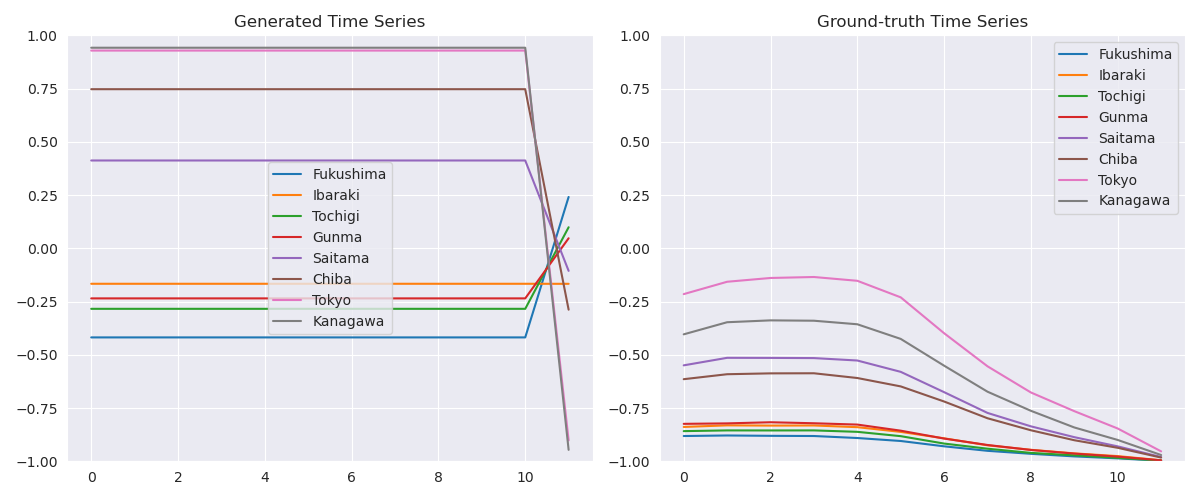 Generated Time Series
1.00
0.75
0.50
0.25
0.00
−0.25
−0.50
−0.75
−1.00
0 2 4 6 8 10
Fukushima
Ibaraki
Tochigi
Gunma
Saitama
Chiba
Tokyo
Kanagawa
Ground-truth Time Series
1.00
0.75
0.50
0.25
0.00
−0.25
−0.50
−0.75
−1.00
0 2 4 6 8 10
Fukushima
Ibaraki
Tochigi
Gunma
Saitama
Chiba
Tokyo
Kanagawa